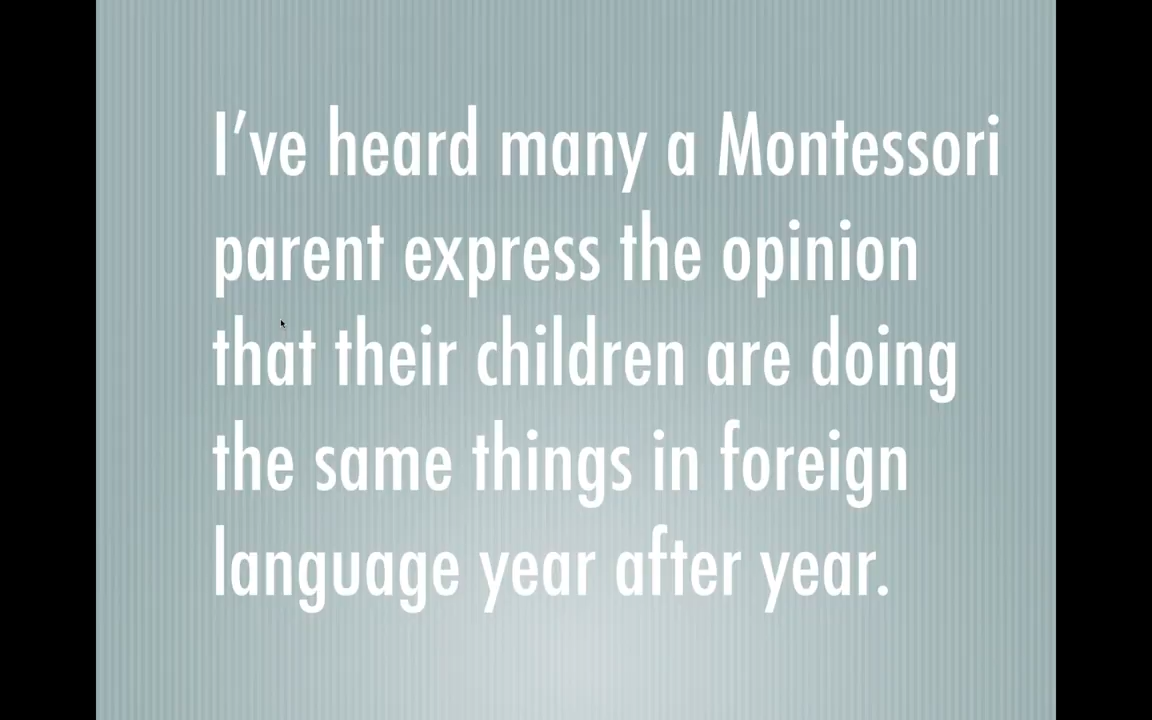 I’ve heard many a Montessori
parent express the opinion
that their children are doing
the same things in foreign
language year after year.